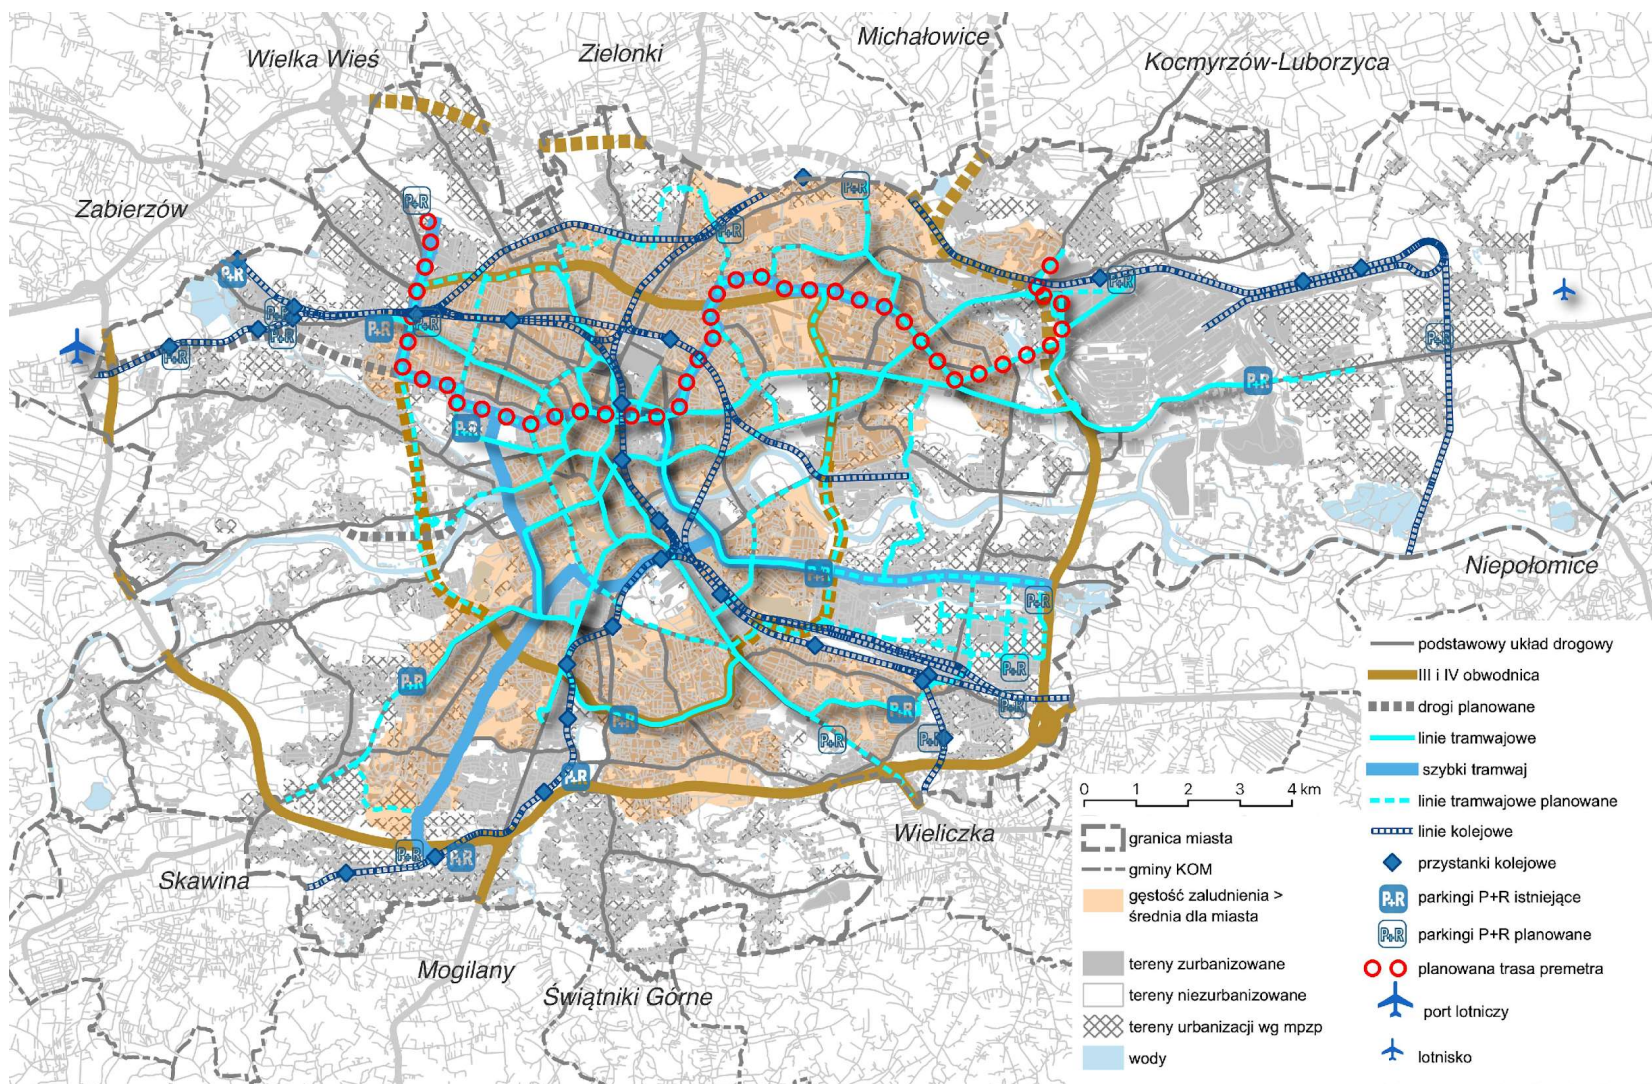 Wielka Wieś
Zielonki
Michałowice
Kocmyrzów-Luborzyca
Zabierzów
P+R
P+R
P+R
P+R
P+R
P+R
P+R
P+R
P+R
P+R
P+R
P+R
P+R
Niepołomice
P+R
P+R
P+R
P+R
P+R
P+R
P+R
P+R
P+R
P+R
P+R
P+R
Wieliczka
Skawina
Mogilany
Świątniki Górne
podstawowy układ drogowy
III i IV obwodnica
drogi planowane
linie tramwajowe
szybki tramwaj
linie tramwajowe planowane
linie kolejowe
przystanki kolejowe
P+R parkingi P+R istniejące
P+R parkingi P+R planowane
planowana trasa premetra
port lotniczy
lotnisko
0 1 2 3 4 km
granica miasta
gminy KOM
gęstość zaludnienia >
średnia dla miasta
tereny zurbanizowane
tereny niezurbanizowane
tereny urbanizacji wg mpzp
wody